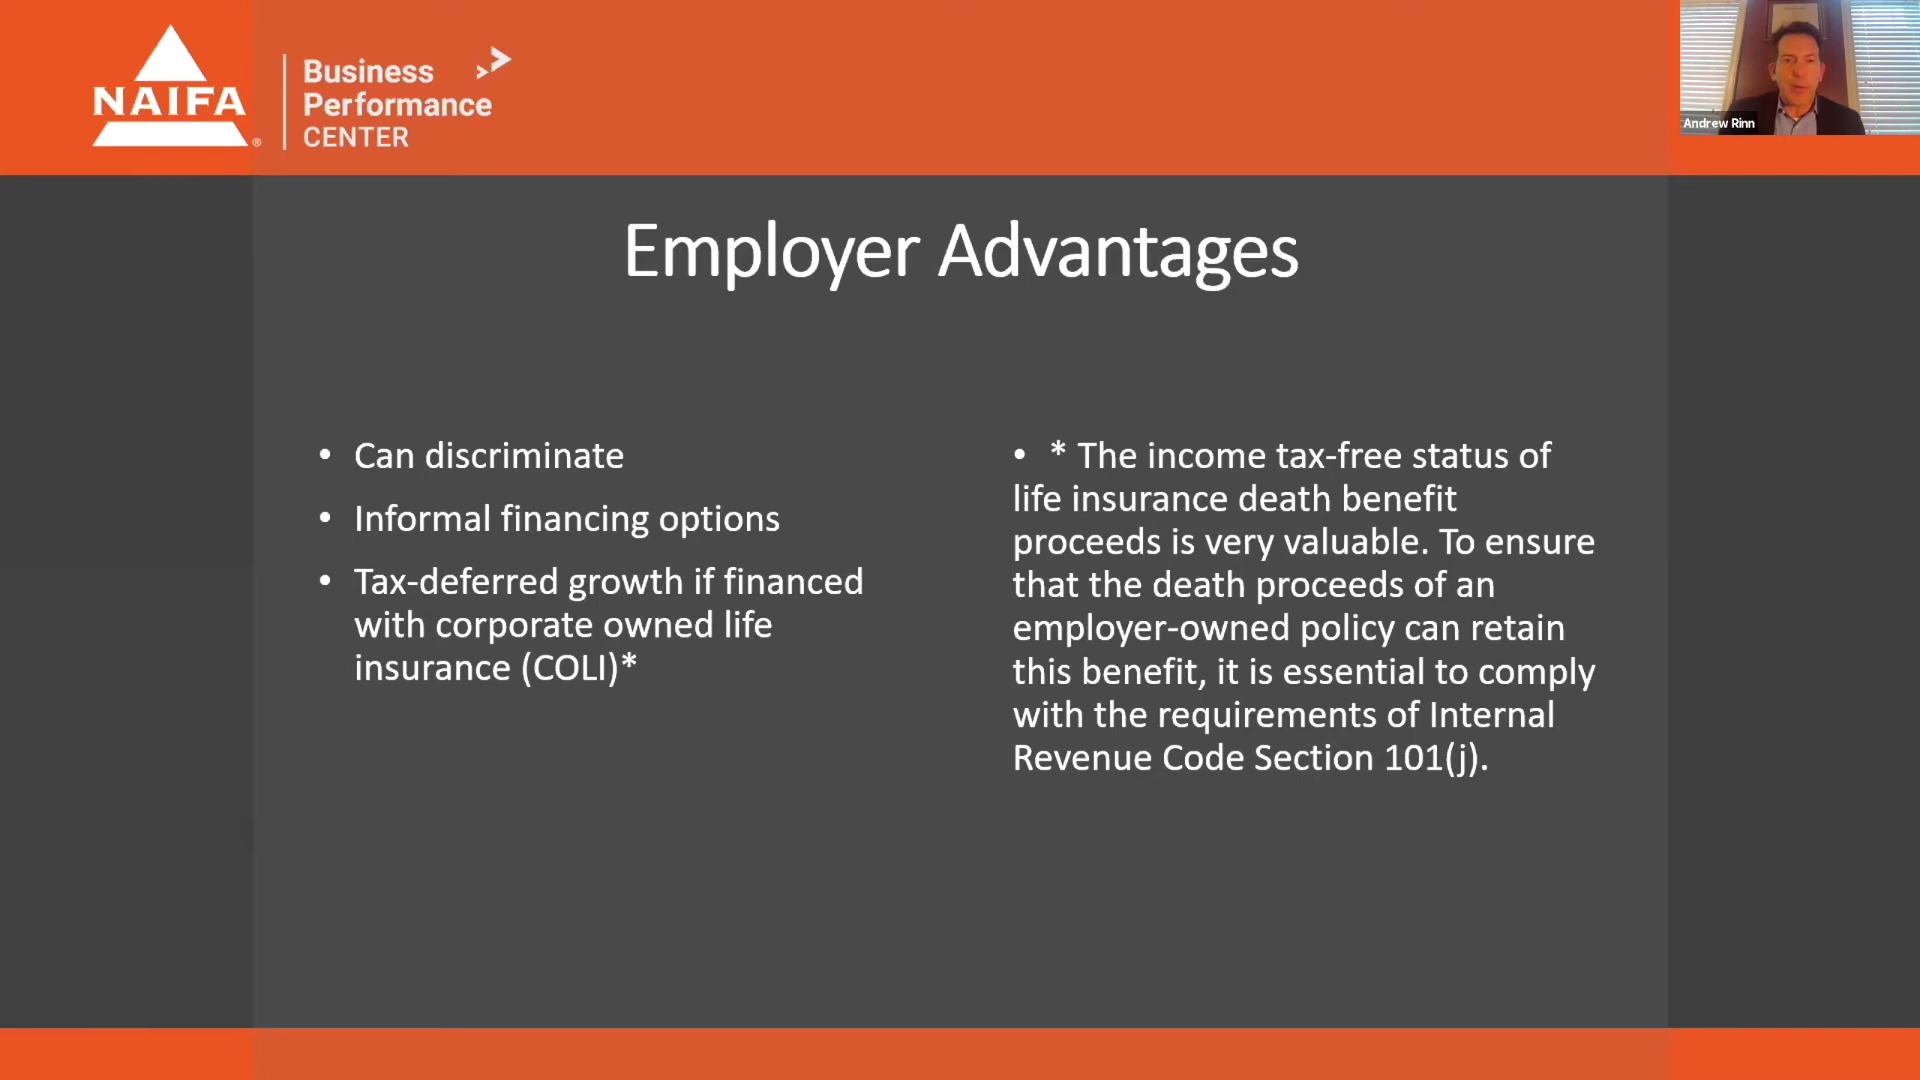 NAIFA
®
Business
Performance
CENTER
Andrew Rinn
Employer Advantages
• Can discriminate
• Informal financing options
• Tax-deferred growth if financed
with corporate owned life
insurance (COLI)*
• * The income tax-free status of
life insurance death benefit
proceeds is very valuable. To ensure
that the death proceeds of an
employer-owned policy can retain
this benefit, it is essential to comply
with the requirements of Internal
Revenue Code Section 101(j).